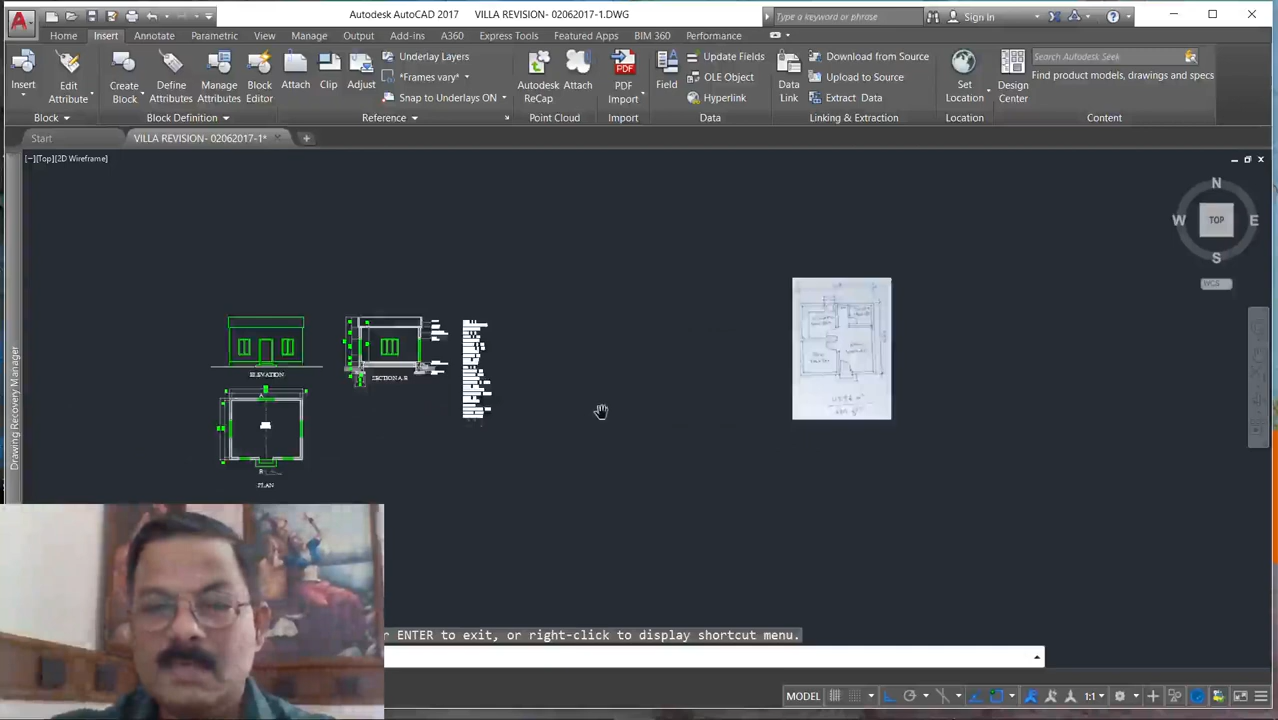 Autodesk AutoCAD 2017 VILLA REVISION- 02062017-1.DWG
Type a keyword or phrase
Sign In
Home Insert Annotate Parametric View Manage Output Add-ins A360 Express Tools Featured Apps BIM 360 Performance
Insert
Edit
Attribute
Create
Block
Define
Attributes
Manage
Attributes
Block
Editor
Attach
Clip
Adjust
Underlay Layers
*Frames vary*
Snap to Underlays ON
Autodesk
ReCap
Attach
PDF
PDF
Import
Field
Update Fields
OLE Object
Hyperlink
Data
Link
Download from Source
Upload to Source
Extract Data
Set
Location
Design
Center
Search Autodesk Seek
Find product models, drawings and specs
Block
Block Definition
Reference
Point Cloud
Import
Data
Linking & Extraction
Location
Content
Start
VILLA REVISION- 02062017-1*
[−][Top][2D Wireframe]
N
W TOP E
S
WCS
ELEVATION
SECTION A-B
PLAN
Drawing Recovery Manager
r ENTER to exit, or right-click to display shortcut menu.
MODEL
1:1